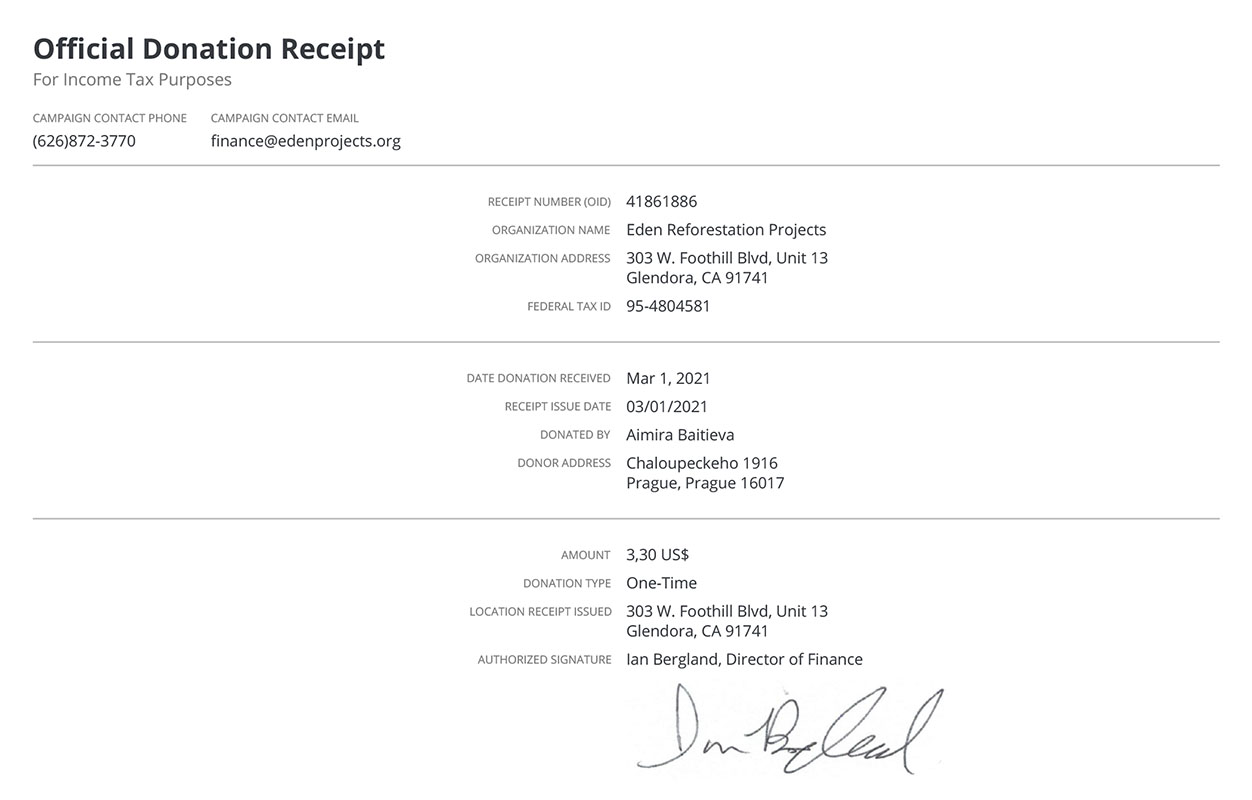 Official Donation Receipt
For Income Tax Purposes
CAMPAIGN CONTACT PHONE CAMPAIGN CONTACT EMAIL
(626)872-3770 finance@edenprojects.org
RECEIPT NUMBER (OID) 41861886
ORGANIZATION NAME Eden Reforestation Projects
ORGANIZATION ADDRESS 303 W. Foothill Blvd, Unit 13
Glendora, CA 91741
FEDERAL TAX ID 95-4804581
DATE DONATION RECEIVED Mar 1, 2021
RECEIPT ISSUE DATE 03/01/2021
DONATED BY Aimira Baitieva
DONOR ADDRESS Chaloupeckeho 1916
Prague, Prague 16017
AMOUNT 3,30 US$
DONATION TYPE One-Time
LOCATION RECEIPT ISSUED 303 W. Foothill Blvd, Unit 13
Glendora, CA 91741
AUTHORIZED SIGNATURE Ian Bergland, Director of Finance